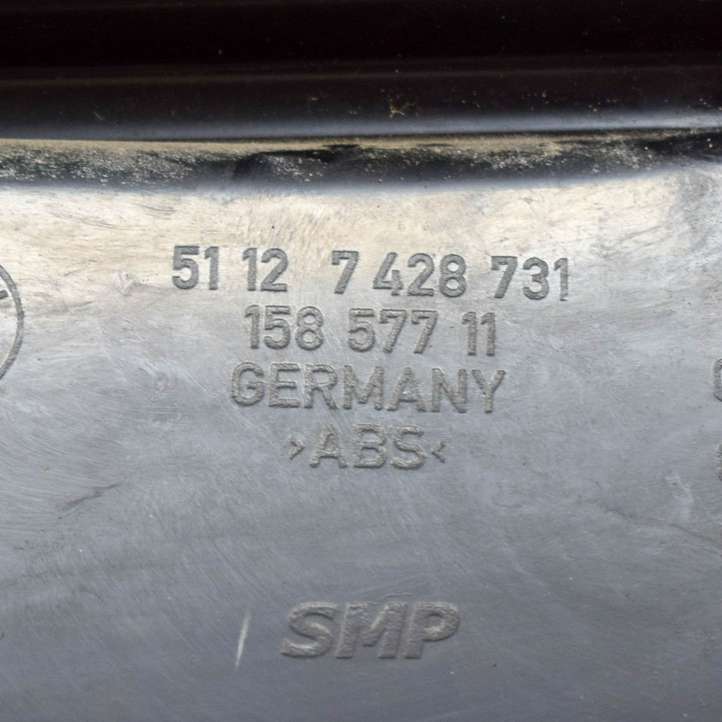 51 12 7 428 731
158 577 11
GERMANY
>ABS<
SMP